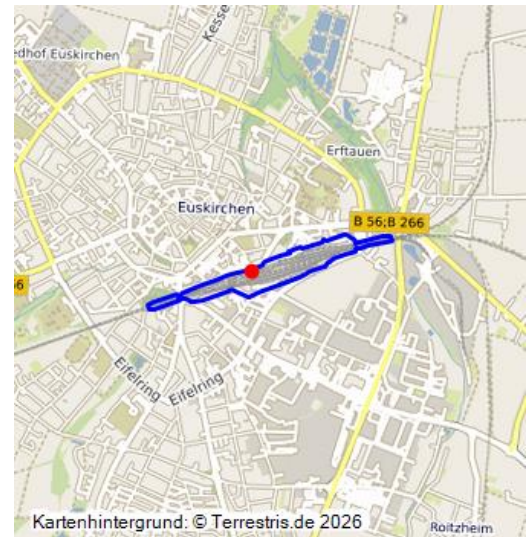 edhof Euskirchen
Kesse
Erftauen
Euskirchen
B 56;B 266
56
Eifelring
Eifelring
Roitzheim
Kartenhintergrund: © Terrestris.de 2026